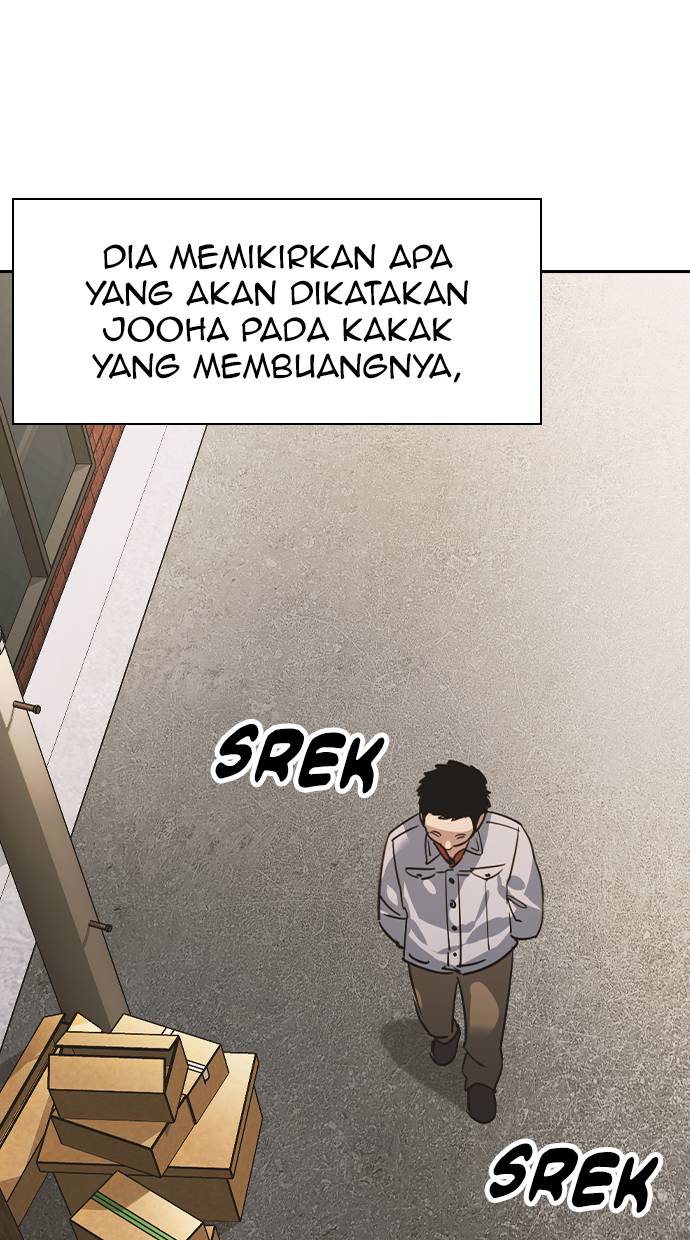 DIA MEMIKIRKAN APA
YANG AKAN DIKATAKAN
JOOHA PADA KAKAK
YANG MEMBUANGNYA,
SREK
SREK